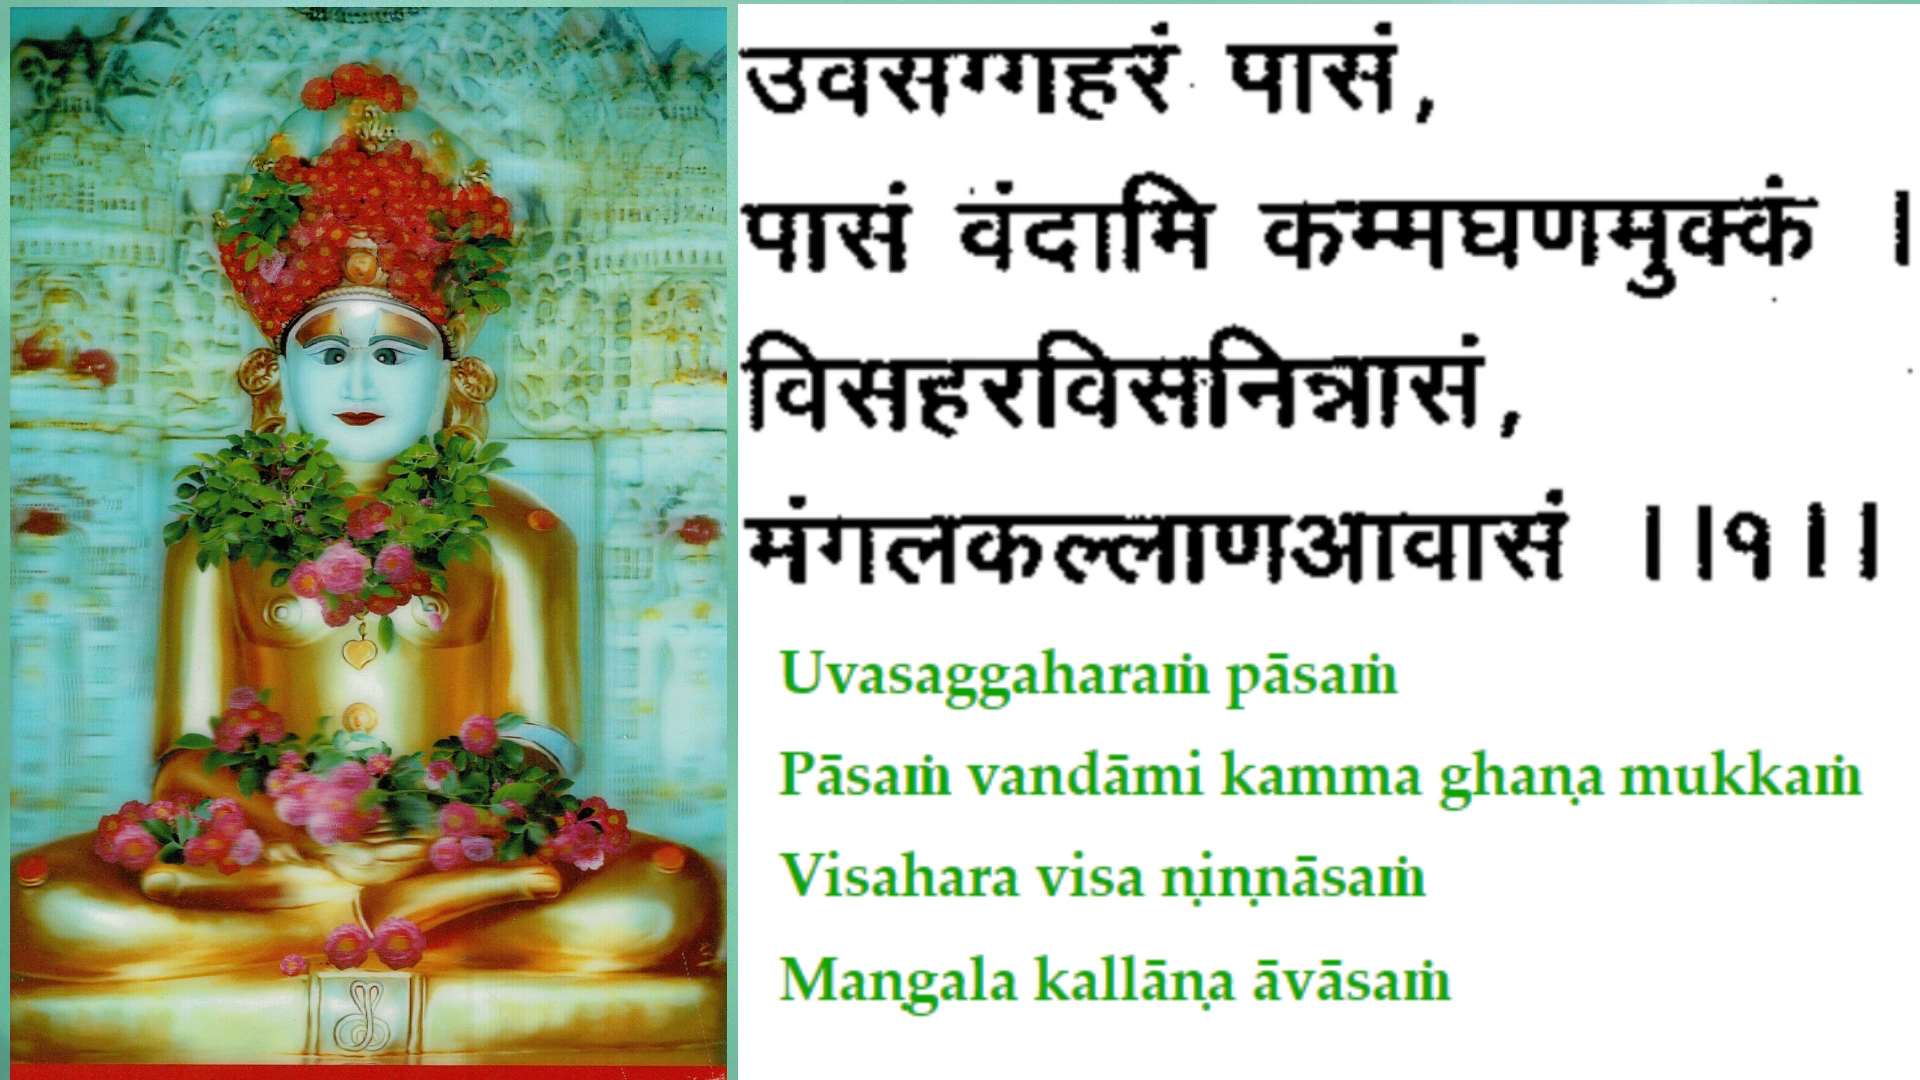 उवसग्गहरं पासं,
पासं वंदामि कम्मघणमुक्कं ।
विसहरविसनिन्नासं,
मंगलकल्लाणआवासं ।।१।।
Uvasaggaharaṁ pāsaṁ
Pāsaṁ vandāmi kamma ghaṇa mukkaṁ
Visahara visa ṇiṇṇāsaṁ
Maṇgala kallāṇa āvāsaṁ